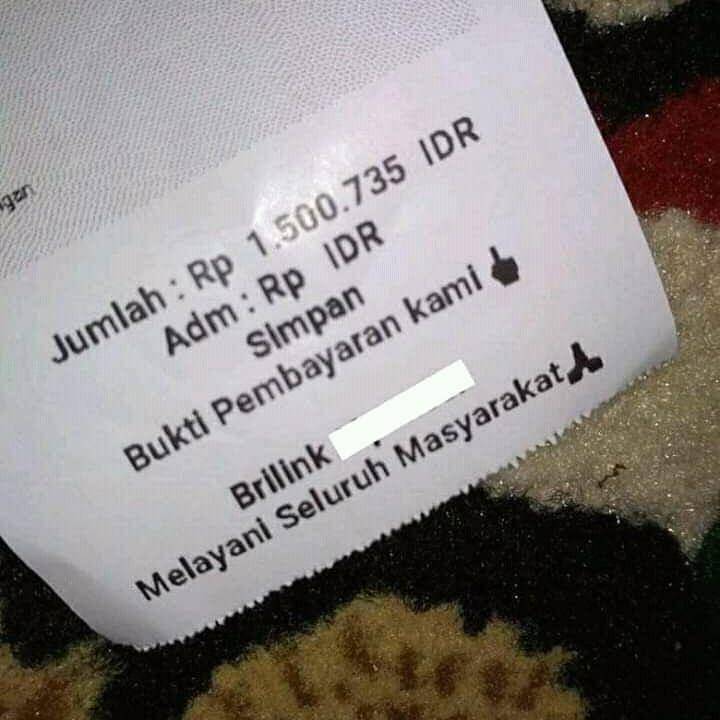 Jumlah : Rp 1.500.735 IDR
Adm : Rp IDR
Simpan
Bukti Pembayaran kami 👆
Brilink
Melayani Seluruh Masyarakat🙏